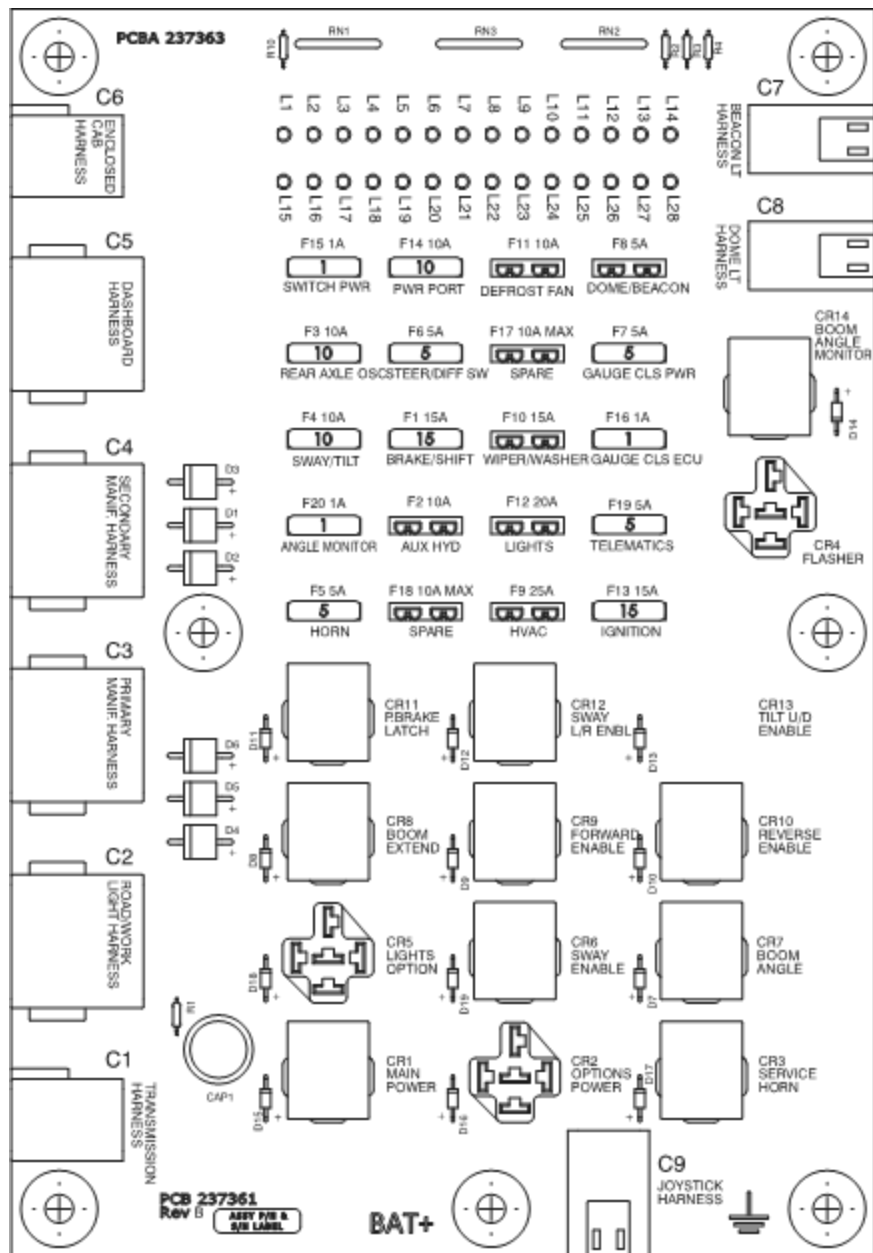 PCBA 237363
R10
RN1
RN3
RN2
R2
R3
R4
C6
ENCLOSED
CAB
HARNESS
L1 L2 L3 L4 L5 L6 L7 L8 L9 L10 L11 L12 L13 L14
L15 L16 L17 L18 L19 L20 L21 L22 L23 L24 L25 L26 L27 L28
C7
BEACON LT
HARNESS
C8
DOME LT
HARNESS
C5
DASHBOARD
HARNESS
F15 1A F14 10A F11 10A F8 5A
1 10
SWITCH PWR PWR PORT DEFROST FAN DOME/BEACON
F3 10A F6 5A F17 10A MAX F7 5A
10 5 5
REAR AXLE OSC STEER/DIFF SW SPARE GAUGE CLS PWR
CR14
BOOM
ANGLE
MONITOR
+
D14
C4
SECONDARY
MANIF. HARNESS
F4 10A F1 15A F10 15A F16 1A
10 15 1
SWAY/TILT BRAKE/SHIFT WIPER/WASHER GAUGE CLS ECU
D3
+
D1
+
D2
+
F20 1A F2 10A F12 20A F19 5A
1 5
ANGLE MONITOR AUX HYD LIGHTS TELEMATICS
CR4
FLASHER
F5 5A F18 10A MAX F9 25A F13 15A
5 15
HORN SPARE HVAC IGNITION
C3
PRIMARY
MANIF. HARNESS
D11
+
CR11
P.BRAKE
LATCH
D12
+
CR12
SWAY
L/R ENBL
D13
+
CR13
TILT U/D
ENABLE
D6
+
D5
+
D4
+
D8
+
CR8
BOOM
EXTEND
D9
+
CR9
FORWARD
ENABLE
D10
+
CR10
REVERSE
ENABLE
C2
ROAD/WORK
LIGHT HARNESS
D18
+
CR5
LIGHTS
OPTION
D19
+
CR6
SWAY
ENABLE
D7
+
CR7
BOOM
ANGLE
R1
CAP1
C1
TRANSMISSION
HARNESS
D15
+
CR1
MAIN
POWER
D16
+
CR2
OPTIONS
POWER
D17
+
CR3
SERVICE
HORN
PCB 237361
Rev B
ASSY P/N &
S/N LABEL
BAT+
C9
JOYSTICK
HARNESS